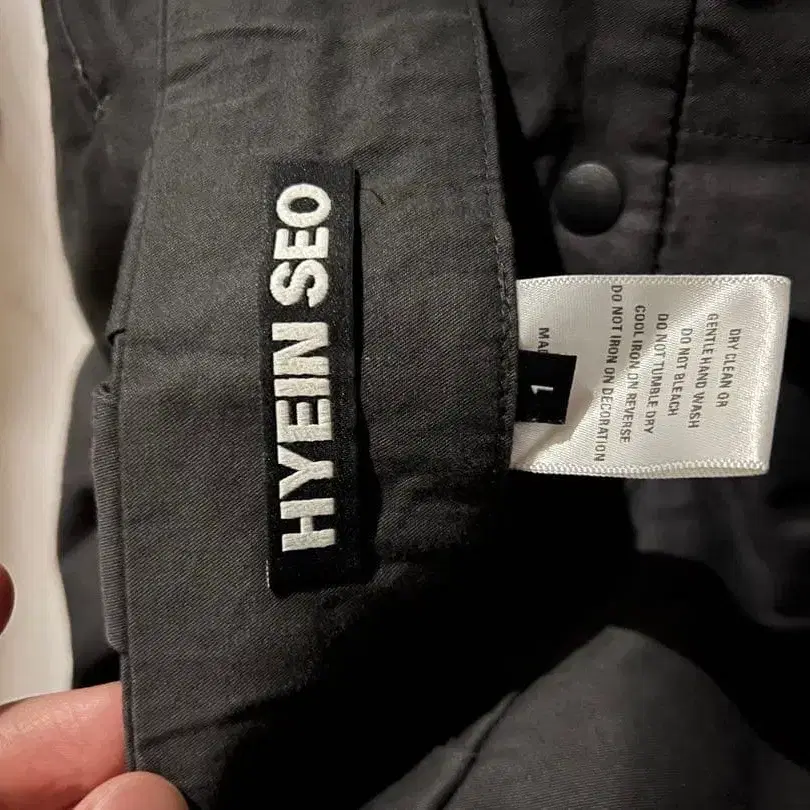 HYEIN SEO
1
DRY CLEAN OR
GENTLE HAND WASH
DO NOT BLEACH
DO NOT TUMBLE DRY
COOL IRON ON REVERSE
DO NOT IRON ON DECORATION